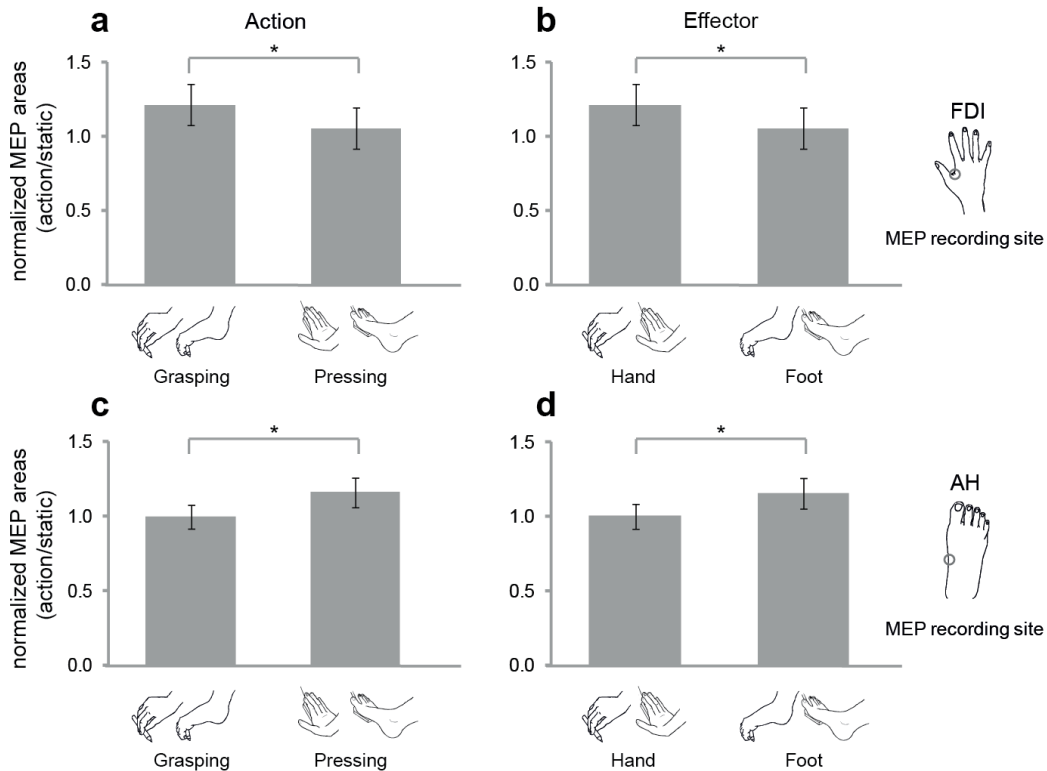 a
Action
b
Effector
normalized MEP areas
(action/static)
1.5
1.0
0.5
0.0
*
Grasping
Pressing
1.5
1.0
0.5
0.0
*
Hand
Foot
FDI
MEP recording site
c
d
normalized MEP areas
(action/static)
1.5
1.0
0.5
0.0
*
Grasping
Pressing
1.5
1.0
0.5
0.0
*
Hand
Foot
AH
MEP recording site